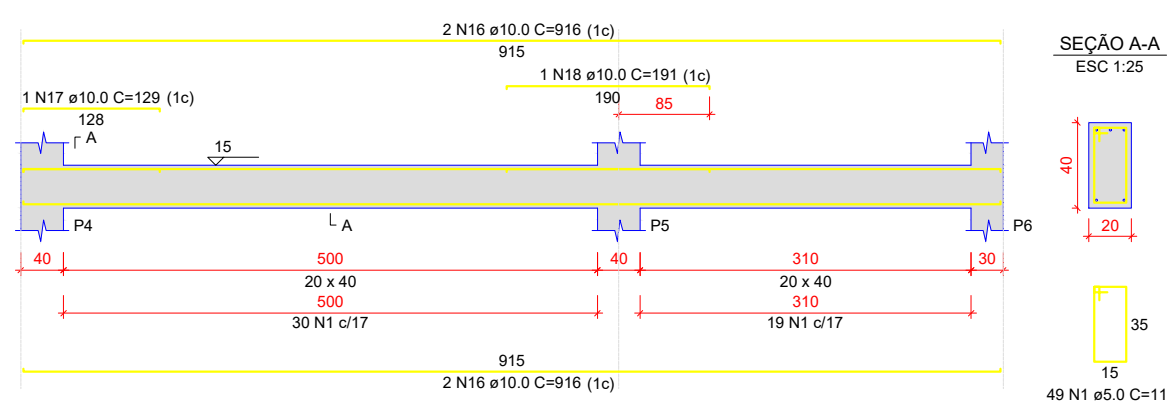 2 N16 ø10.0 C=916 (1c)
915
SEÇÃO A-A
ESC 1:25
1 N18 ø10.0 C=191 (1c)
190
85
1 N17 ø10.0 C=129 (1c)
128
A
15
40
20
P4
A
P5
P6
40
500
40
310
30
20 x 40
20 x 40
500
310
30 N1 c/17
19 N1 c/17
35
15
49 N1 ø5.0 C=11
915
2 N16 ø10.0 C=916 (1c)